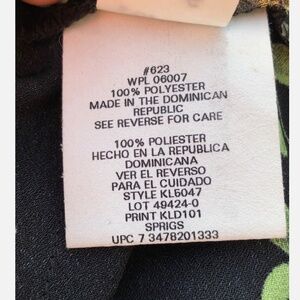 #623
WPL 06007
100% POLYESTER
MADE IN THE DOMINICAN
REPUBLIC
SEE REVERSE FOR CARE
100% POLIESTER
HECHO EN LA REPUBLICA
DOMINICANA
VER EL REVERSO
PARA EL CUIDADO
STYLE KL5047
LOT 49424-0
PRINT KLD101
SPRIGS
UPC 7 3478201333